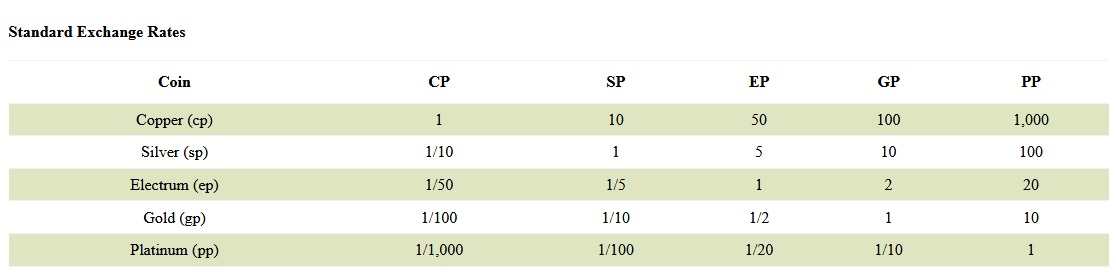 Standard Exchange Rates
Coin CP SP EP GP PP
Copper (cp) 1 10 50 100 1,000
Silver (sp) 1/10 1 5 10 100
Electrum (ep) 1/50 1/5 1 2 20
Gold (gp) 1/100 1/10 1/2 1 10
Platinum (pp) 1/1,000 1/100 1/20 1/10 1